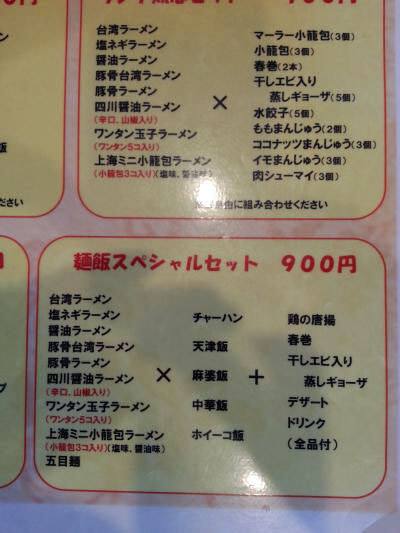 台湾ラーメン
塩ネギラーメン
醤油ラーメン
豚骨台湾ラーメン
豚骨ラーメン
四川醤油ラーメン
(辛口、山椒入り)
ワンタン玉子ラーメン
(ワンタン5コ入り)
上海ミニ小籠包ラーメン
(小籠包3コ入り)(塩味、醤油味)
×
マーラー小籠包(3個)
小籠包(3個)
春巻(2本)
干しエビ入り
蒸しギョーザ(5個)
水餃子(5個)
ももまんじゅう(2個)
ココナッツまんじゅう(3個)
イモまんじゅう(3個)
肉シューマイ(3個)
自由に組み合わせください
麺飯スペシャルセット 900円
台湾ラーメン
塩ネギラーメン
醤油ラーメン
豚骨台湾ラーメン
豚骨ラーメン
四川醤油ラーメン
(辛口、山椒入り)
ワンタン玉子ラーメン
(ワンタン5コ入り)
上海ミニ小籠包ラーメン
(小籠包3コ入り)(塩味、醤油味)
五目麺
×
チャーハン
天津飯
麻婆飯
中華飯
ホイーコ飯
+
鶏の唐揚
春巻
干しエビ入り
蒸しギョーザ
デザート
ドリンク
(全品付)